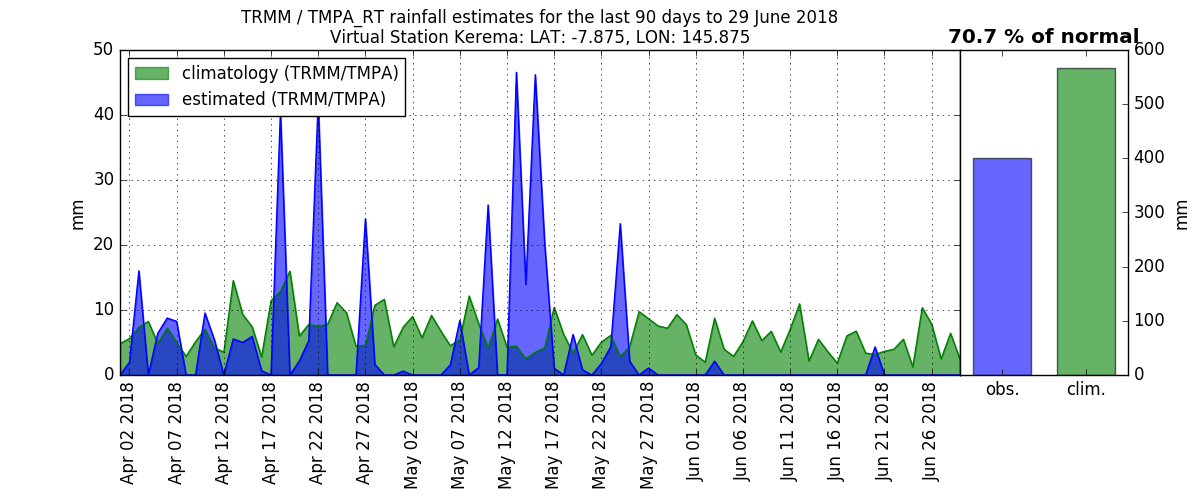 TRMM / TMPA_RT rainfall estimates for the last 90 days to 29 June 2018
Virtual Station Kerema: LAT: -7.875, LON: 145.875
70.7 % of normal
climatology (TRMM/TMPA)
estimated (TRMM/TMPA)
50
40
30
20
10
0
mm
Apr 02 2018
Apr 07 2018
Apr 12 2018
Apr 17 2018
Apr 22 2018
Apr 27 2018
May 02 2018
May 07 2018
May 12 2018
May 17 2018
May 22 2018
May 27 2018
Jun 01 2018
Jun 06 2018
Jun 11 2018
Jun 16 2018
Jun 21 2018
Jun 26 2018
obs.
clim.
600
500
400
300
200
100
0
mm